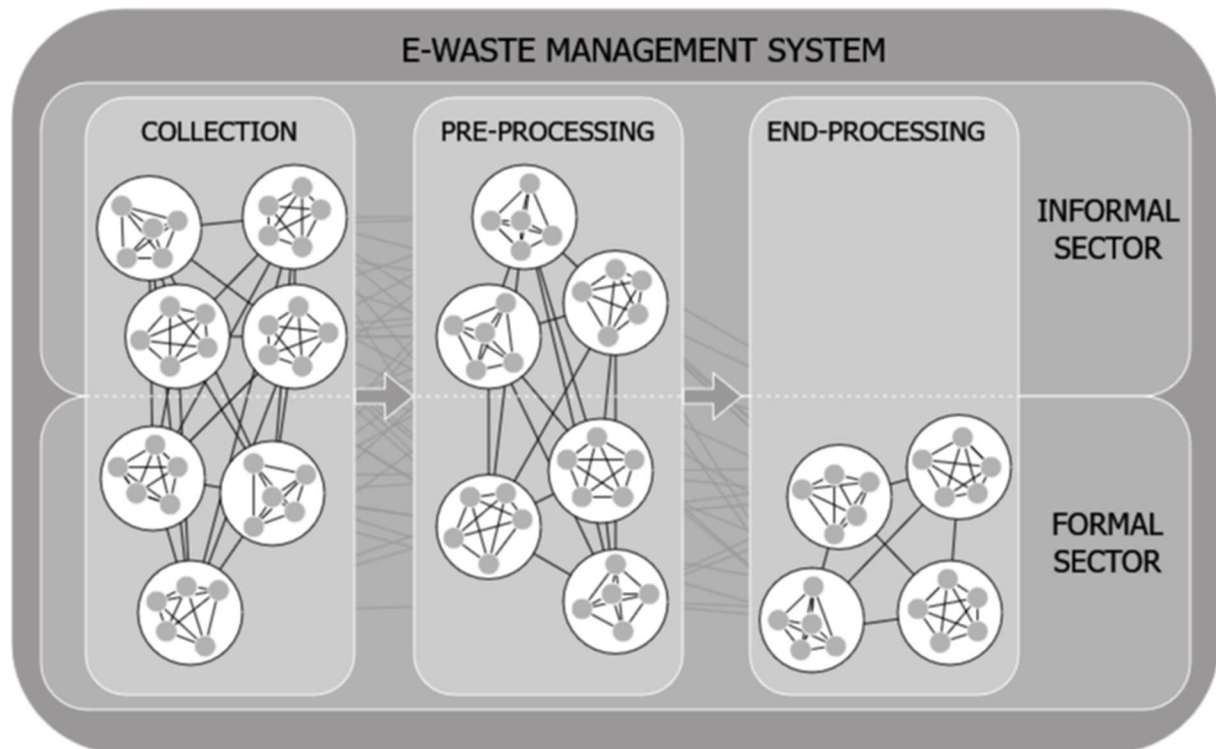 E-WASTE MANAGEMENT SYSTEM
COLLECTION
PRE-PROCESSING
END-PROCESSING
INFORMAL
SECTOR
FORMAL
SECTOR